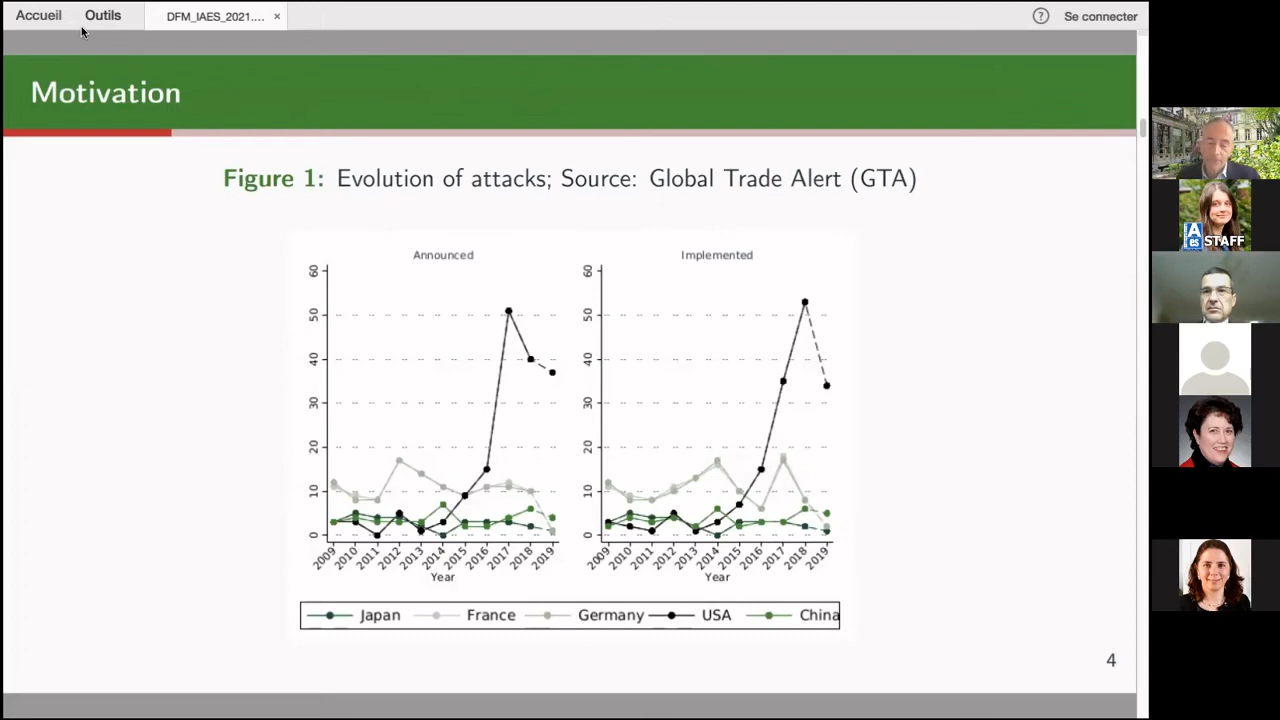 Accueil Outils DFM_IAES_2021.... × ? Se connecter
Motivation
Figure 1: Evolution of attacks; Source: Global Trade Alert (GTA)
Announced
60
50
40
30
20
10
0
2009 2010 2011 2012 2013 2014 2015 2016 2017 2018 2019
Year
Implemented
60
50
40
30
20
10
0
2009 2010 2011 2012 2013 2014 2015 2016 2017 2018 2019
Year
Japan France Germany USA China
4
A es STAFF